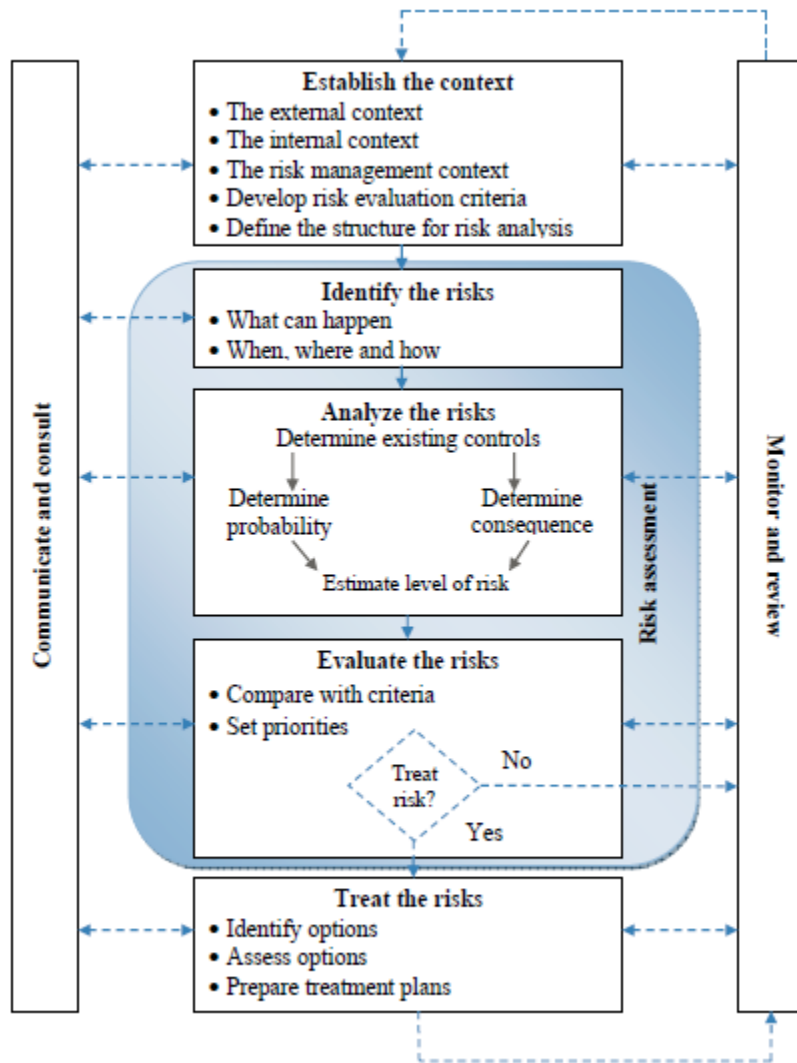 Communicate and consult
Establish the context
• The external context
• The internal context
• The risk management context
• Develop risk evaluation criteria
• Define the structure for risk analysis
Identify the risks
• What can happen
• When, where and how
Analyze the risks
Determine existing controls
Determine
probability
Determine
consequence
Estimate level of risk
Evaluate the risks
• Compare with criteria
• Set priorities
Treat
risk?
No
Yes
Risk assessment
Treat the risks
• Identify options
• Assess options
• Prepare treatment plans
Monitor and review